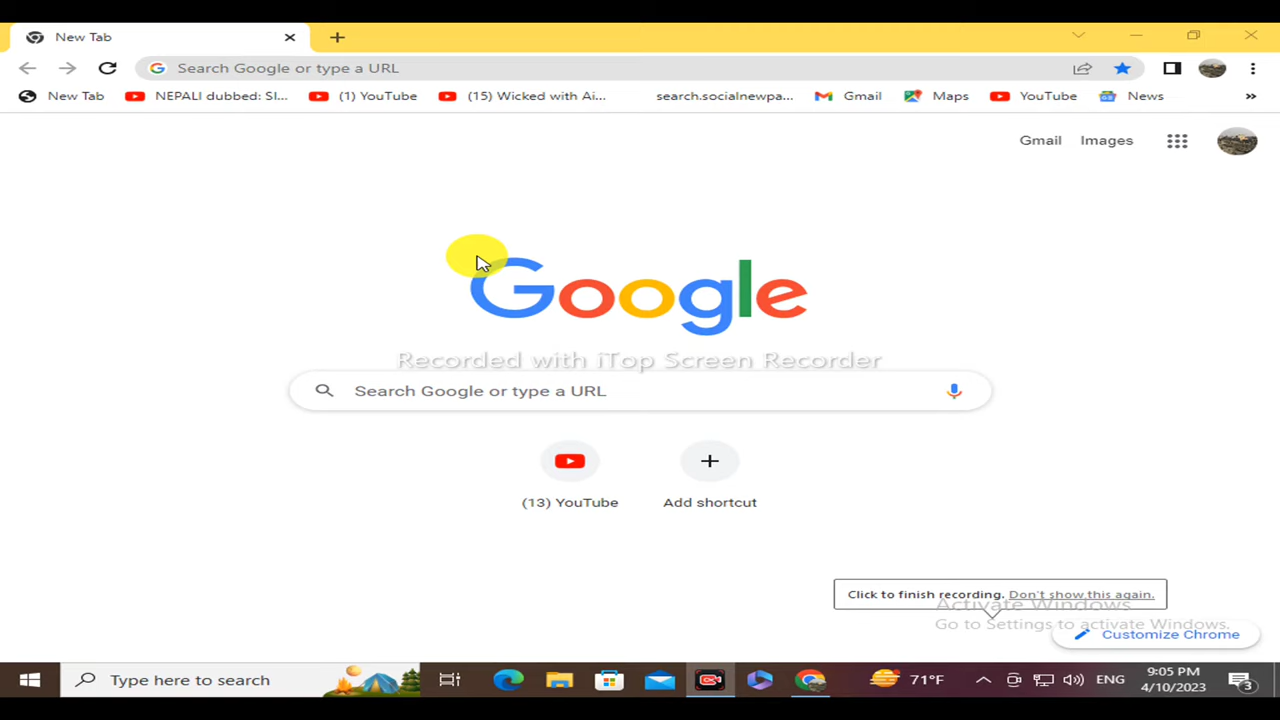 New Tab
Search Google or type a URL
New Tab
NEPALI dubbed: SI...
(1) YouTube
(15) Wicked with Ai...
search.socialnewpa...
Gmail
Maps
YouTube
News
»
Gmail
Images
Google
Recorded with iTop Screen Recorder
Search Google or type a URL
(13) YouTube
Add shortcut
Click to finish recording. Don't show this again.
Activate Windows
Go to Settings to activate Windows.
Customize Chrome
Type here to search
71°F
ENG
9:05 PM
4/10/2023
3